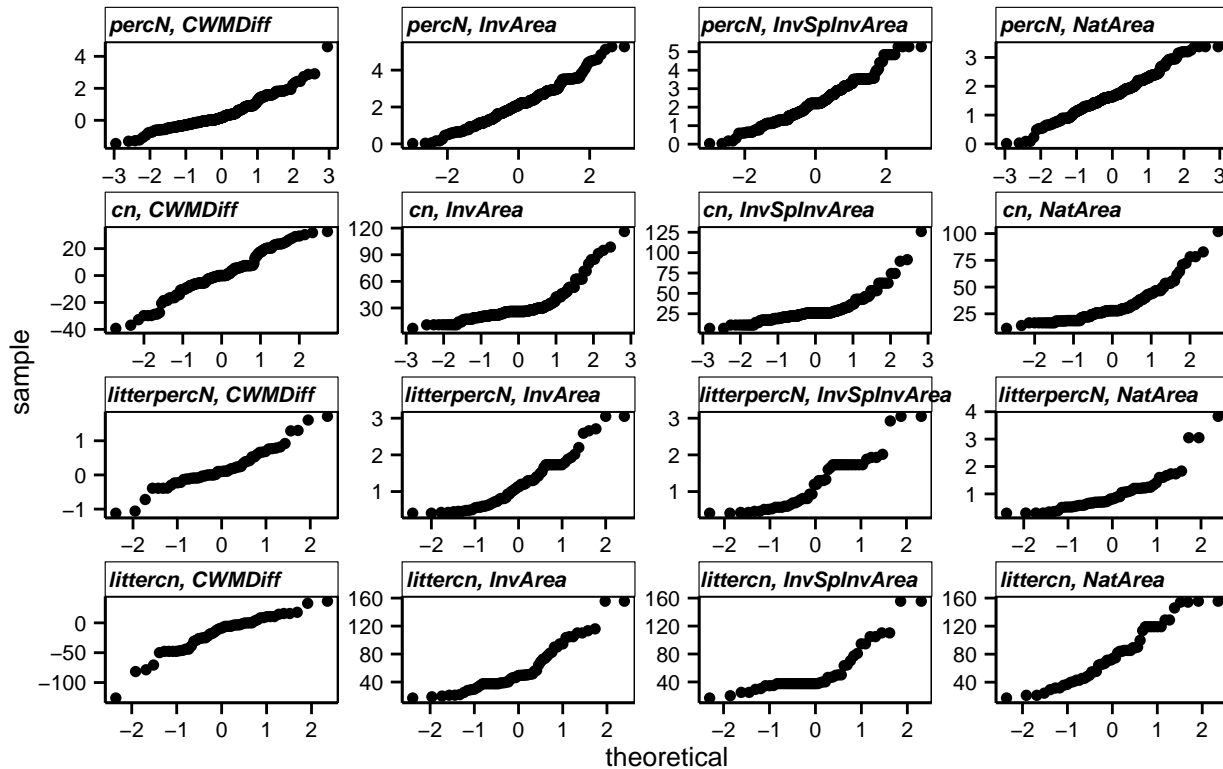 percN, CWMDiff
percN, InvArea
percN, InvSpInvArea
percN, NatArea
4
2
0
4
2
0
5
4
3
2
1
0
3
2
1
0
−3 −2 −1 0 1 2 3
−2 0 2
−2 0 2
−3 −2 −1 0 1 2 3
cn, CWMDiff
cn, InvArea
cn, InvSpInvArea
cn, NatArea
20
0
−20
−40
120
90
60
30
125
100
75
50
25
100
75
50
25
−2 −1 0 1 2
−3 −2 −1 0 1 2 3
−3 −2 −1 0 1 2 3
−2 −1 0 1 2
sample
litterpercN, CWMDiff
litterpercN, InvArea
litterpercN, InvSpInvArea
litterpercN, NatArea
1
0
−1
3
2
1
3
2
1
4
3
2
1
−2 −1 0 1 2
−2 −1 0 1 2
−2 −1 0 1 2
−2 −1 0 1 2
littercn, CWMDiff
littercn, InvArea
littercn, InvSpInvArea
littercn, NatArea
0
−50
−100
160
120
80
40
160
120
80
40
160
120
80
40
−2 −1 0 1 2
−2 −1 0 1 2
−2 −1 0 1 2
−2 −1 0 1 2
theoretical